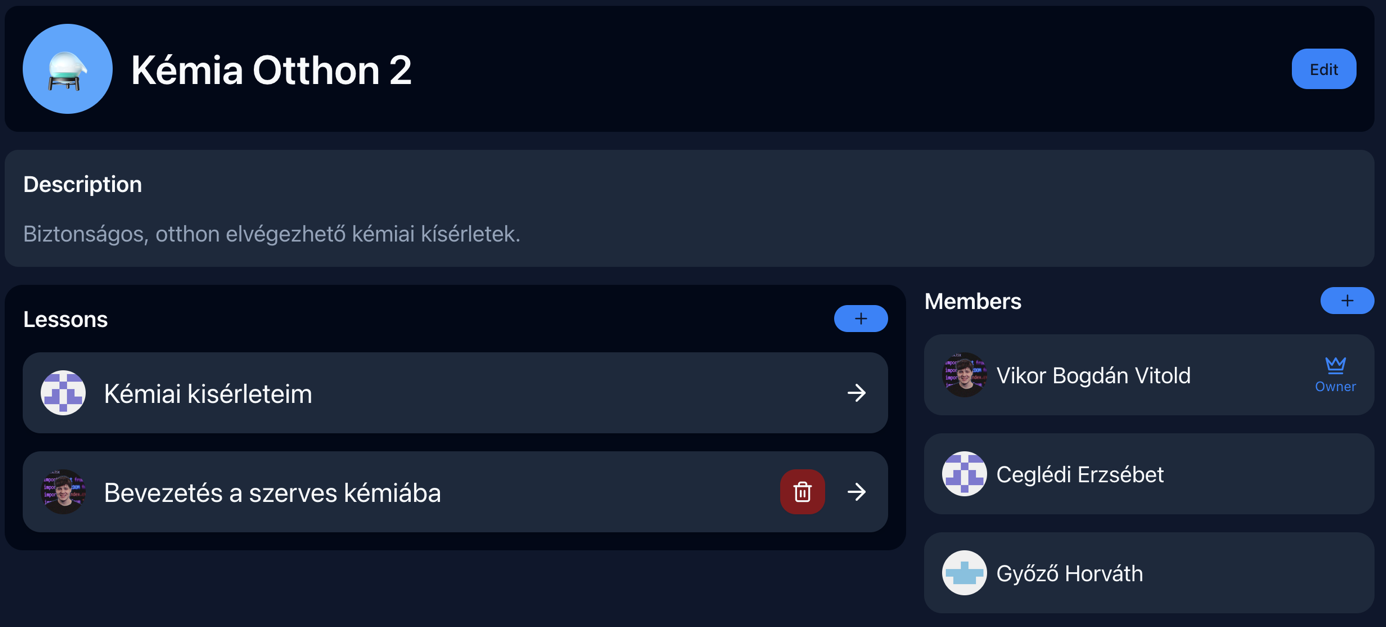 Kémia Otthon 2
Edit
Description
Biztonságos, otthon elvégezhető kémiai kísérletek.
Lessons
Kémiai kisérleteim
Bevezetés a szerves kémiába
Members
Vikor Bogdán Vitold
Owner
Ceglédi Erzsébet
Győző Horváth